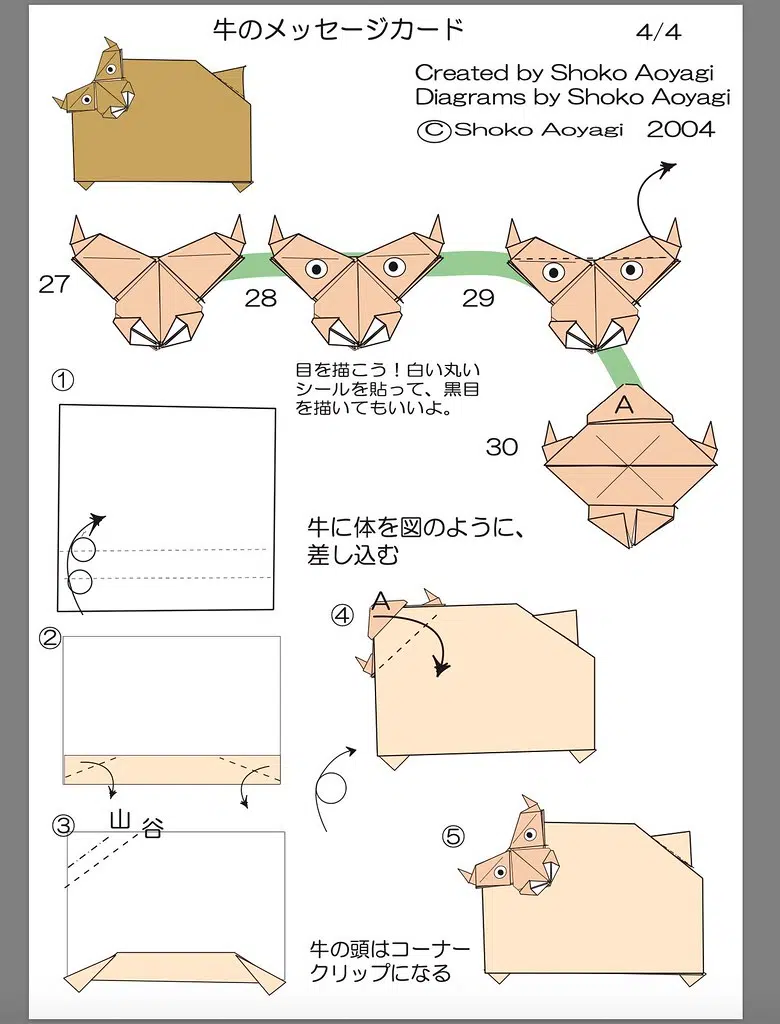 牛のメッセージカード
4/4
Created by Shoko Aoyagi
Diagrams by Shoko Aoyagi
©Shoko Aoyagi 2004
27
28
29
目を描こう！白い丸い
シールを貼って、黒目
を描いてもいいよ。
①
A
30
牛に体を図のように、
差し込む
A
④
②
③
山
谷
⑤
牛の頭はコーナー
クリップになる